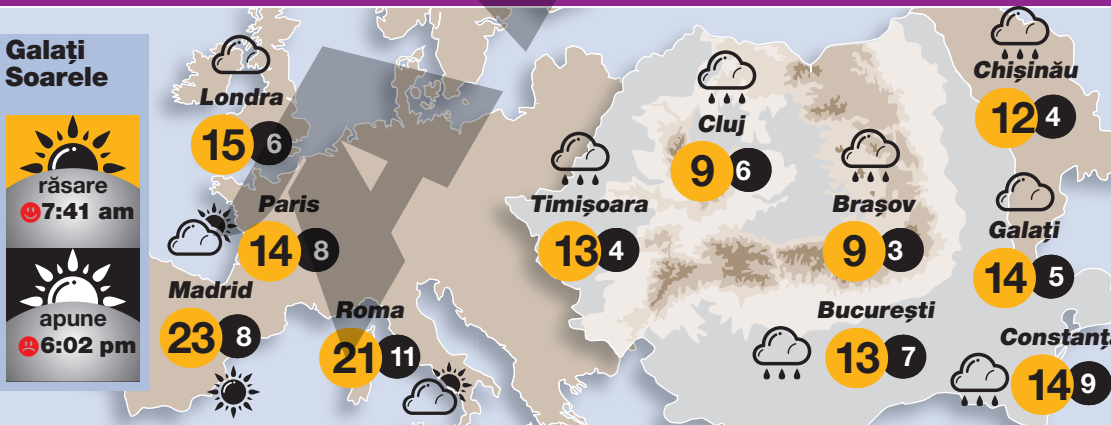 Galați
Soarele
răsare
7:41 am
apune
6:02 pm
Londra
15 6
Paris
14 8
Madrid
23 8
Roma
21 11
Timișoara
13 4
Cluj
9 6
Brașov
9 3
București
13 7
Chișinău
12 4
Galați
14 5
Constanța
14 9